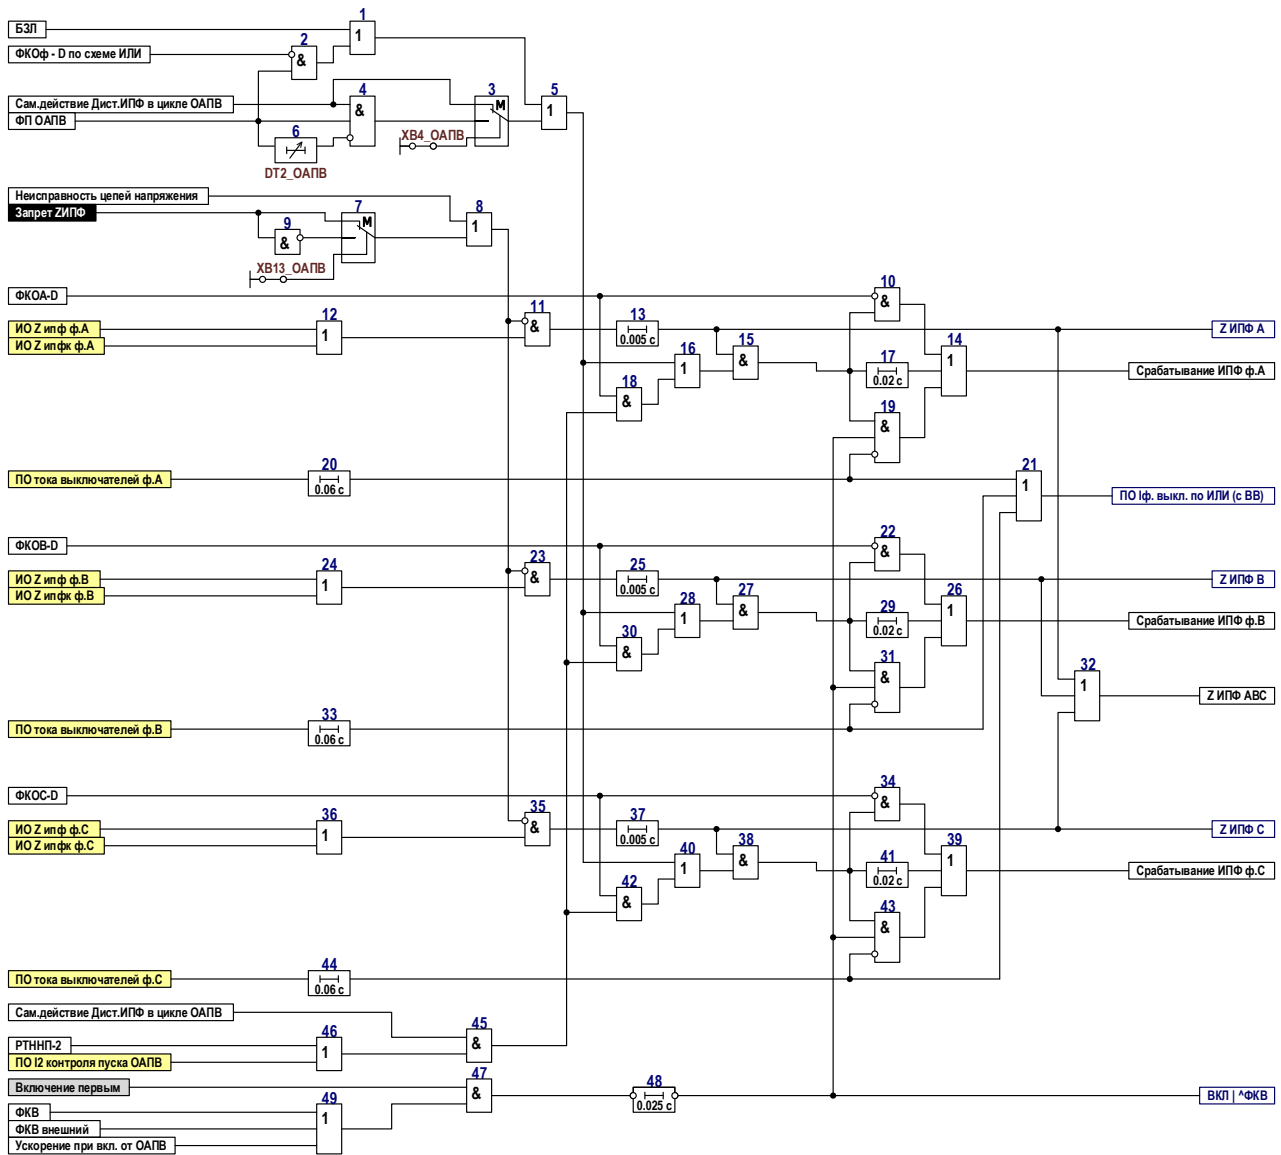 1
БЗЛ
1
2
ФКОф - D по схеме ИЛИ
&
4
3
5
Сам.действие Дист.ИПФ в цикле ОАПВ
&
М
1
ФП ОАПВ
6
ХВ4_ОАПВ
DT2_ОАПВ
Неисправность цепей напряжения
7
8
Запрет ZИПФ
М
1
9
&
ХВ13_ОАПВ
10
ФКОА-D
&
11
12
13
ИО Z ипф ф.А
&
Z ИПФ А
1
0.005 с
14
ИО Z ипфк ф.А
15
16
17
&
1
1
Срабатывание ИПФ ф.А
18
0.02 с
&
19
&
20
21
ПО тока выключателей ф.А
0.06 с
1
ПО Iф. выкл. по ИЛИ (с ВВ)
22
ФКОВ-D
&
23
24
25
ИО Z ипф ф.В
&
Z ИПФ В
1
0.005 с
26
ИО Z ипфк ф.В
27
28
29
&
1
1
Срабатывание ИПФ ф.В
30
0.02 с
&
31
32
&
1
Z ИПФ АВС
33
ПО тока выключателей ф.В
0.06 с
34
ФКОС-D
&
35
36
37
ИО Z ипф ф.С
&
Z ИПФ С
1
0.005 с
39
ИО Z ипфк ф.С
38
40
41
&
1
1
Срабатывание ИПФ ф.С
42
0.02 с
&
43
&
44
ПО тока выключателей ф.С
0.06 с
Сам.действие Дист.ИПФ в цикле ОАПВ
45
46
РТННП-2
&
1
ПО I2 контроля пуска ОАПВ
47
48
Включение первым
&
0.025 с
ВКЛ | ^ФКВ
49
ФКВ
1
ФКВ внешний
Ускорение при вкл. от ОАПВ